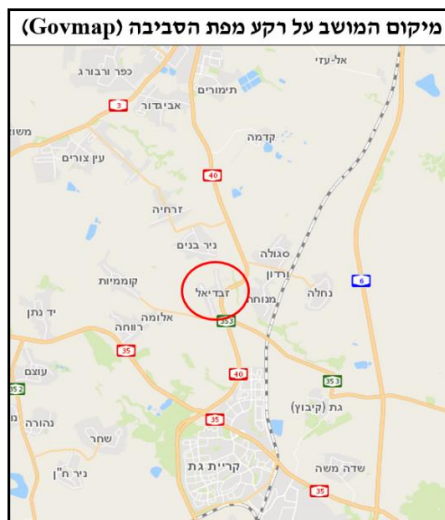 מיקום המושב על רקע מפת הסביבה (Govmap)
אל-עזי
כפר ורבורג
תימורים
אביגדור
3
קדמה
משוא
עין צורים
40
זרחיה
ניר בנים
סגולה
ורדון
קוממיות
זבדיאל
מנוחה
נחלה
6
יד נתן
אלומה
רווחה
353
35
40
עוצם
353
352
גת (קיבוץ)
נהורה
35
35
שחר
קריית גת
שדה משה
ניר ח"ן